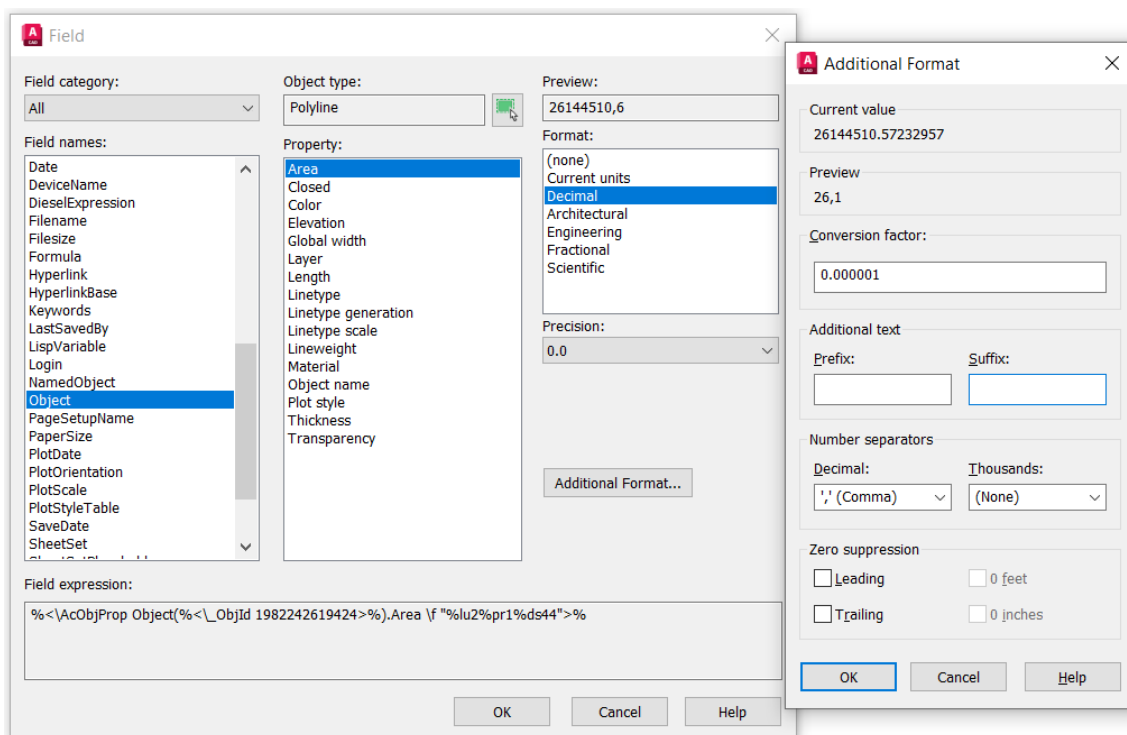 A
CAD
Field
Field category:
All
Field names:
Date
DeviceName
DieselExpression
Filename
Filesize
Formula
Hyperlink
HyperlinkBase
Keywords
LastSavedBy
LispVariable
Login
NamedObject
Object
PageSetupName
PaperSize
PlotDate
PlotOrientation
PlotScale
PlotStyleTable
SaveDate
SheetSet
Object type:
Polyline
Property:
Area
Closed
Color
Elevation
Global width
Layer
Length
Linetype
Linetype generation
Linetype scale
Lineweight
Material
Object name
Plot style
Thickness
Transparency
Preview:
26144510,6
Format:
(none)
Current units
Decimal
Architectural
Engineering
Fractional
Scientific
Precision:
0.0
Additional Format...
Field expression:
%<\AcObjProp Object(%<\_ObjId 1982242619424>%).Area \f "%lu2%pr1%ds44">%
OK Cancel Help
A
CAD
Additional Format
Current value
26144510.57232957
Preview
26,1
Conversion factor:
0.000001
Additional text
Prefix: Suffix:
Number separators
Decimal: Thousands:
',' (Comma) (None)
Zero suppression
Leading 0 feet
Trailing 0 inches
OK Cancel Help